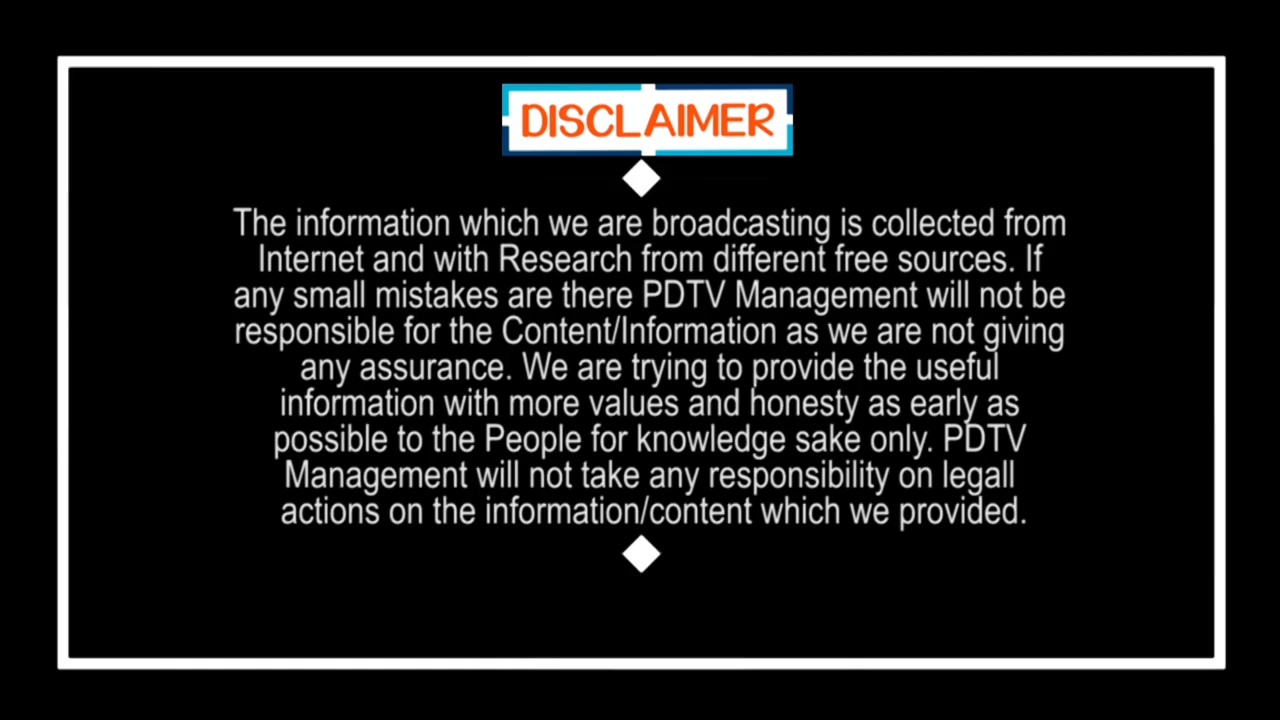 DISCLAIMER
The information which we are broadcasting is collected from
Internet and with Research from different free sources. If
any small mistakes are there PDTV Management will not be
responsible for the Content/Information as we are not giving
any assurance. We are trying to provide the useful
information with more values and honesty as early as
possible to the People for knowledge sake only. PDTV
Management will not take any responsibility on legall
actions on the information/content which we provided.